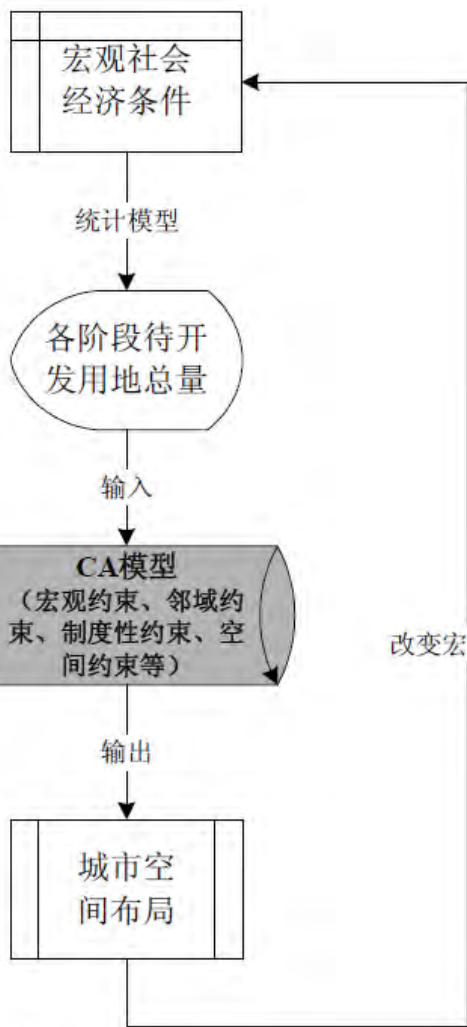 宏观社会
经济条件
统计模型
各阶段待开
发用地总量
输入
CA模型
（宏观约束、邻域约
束、制度性约束、空
间约束等）
改变宏
输出
城市空
间布局